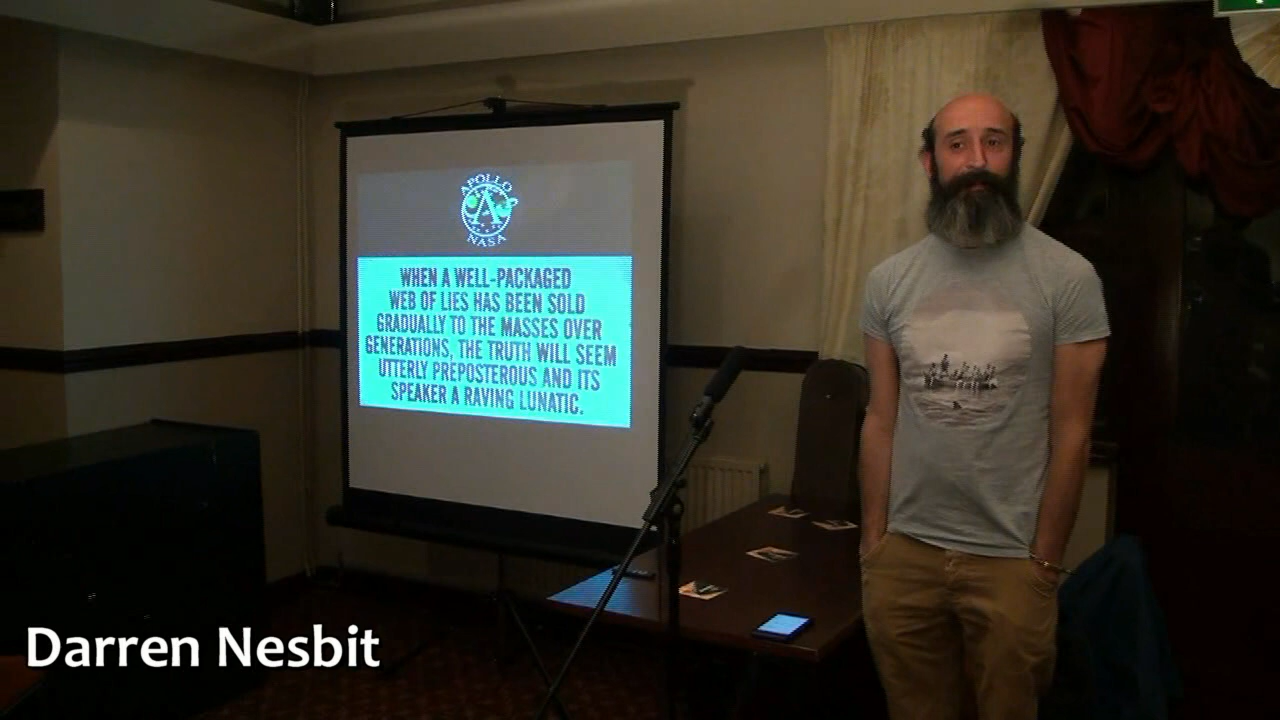 APOLLO
NASA
WHEN A WELL-PACKAGED
WEB OF LIES HAS BEEN SOLD
GRADUALLY TO THE MASSES OVER
GENERATIONS, THE TRUTH WILL SEEM
UTTERLY PREPOSTEROUS AND ITS
SPEAKER A RAVING LUNATIC.
Darren Nesbit